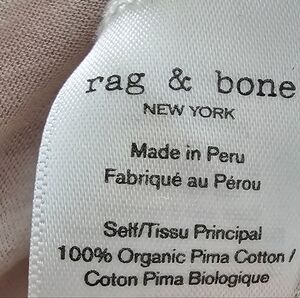 rag & bone
NEW YORK
Made in Peru
Fabriqué au Pérou
Self/Tissu Principal
100% Organic Pima Cotton /
Coton Pima Biologique